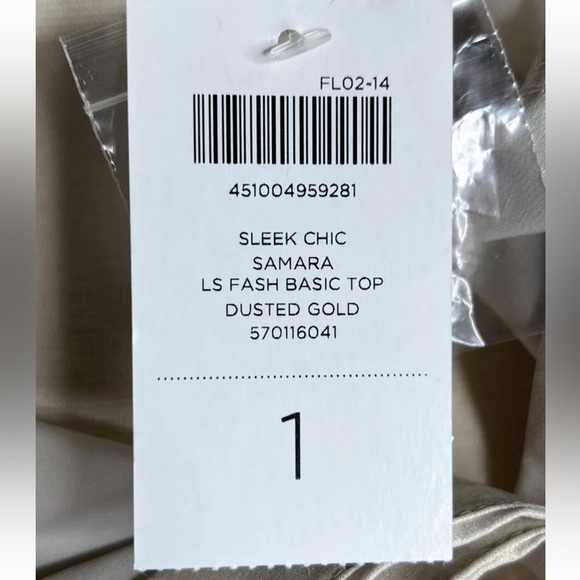 FL02-14
451004959281
SLEEK CHIC
SAMARA
LS FASH BASIC TOP
DUSTED GOLD
570116041
1